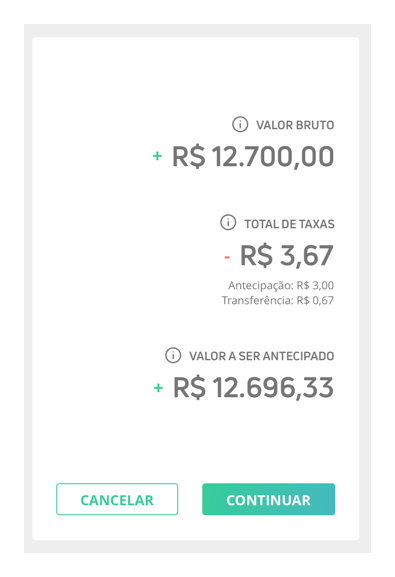 VALOR BRUTO
+ R$ 12.700,00
TOTAL DE TAXAS
- R$ 3,67
Antecipação: R$ 3,00
Transferência: R$ 0,67
VALOR A SER ANTECIPADO
+ R$ 12.696,33
CANCELAR
CONTINUAR